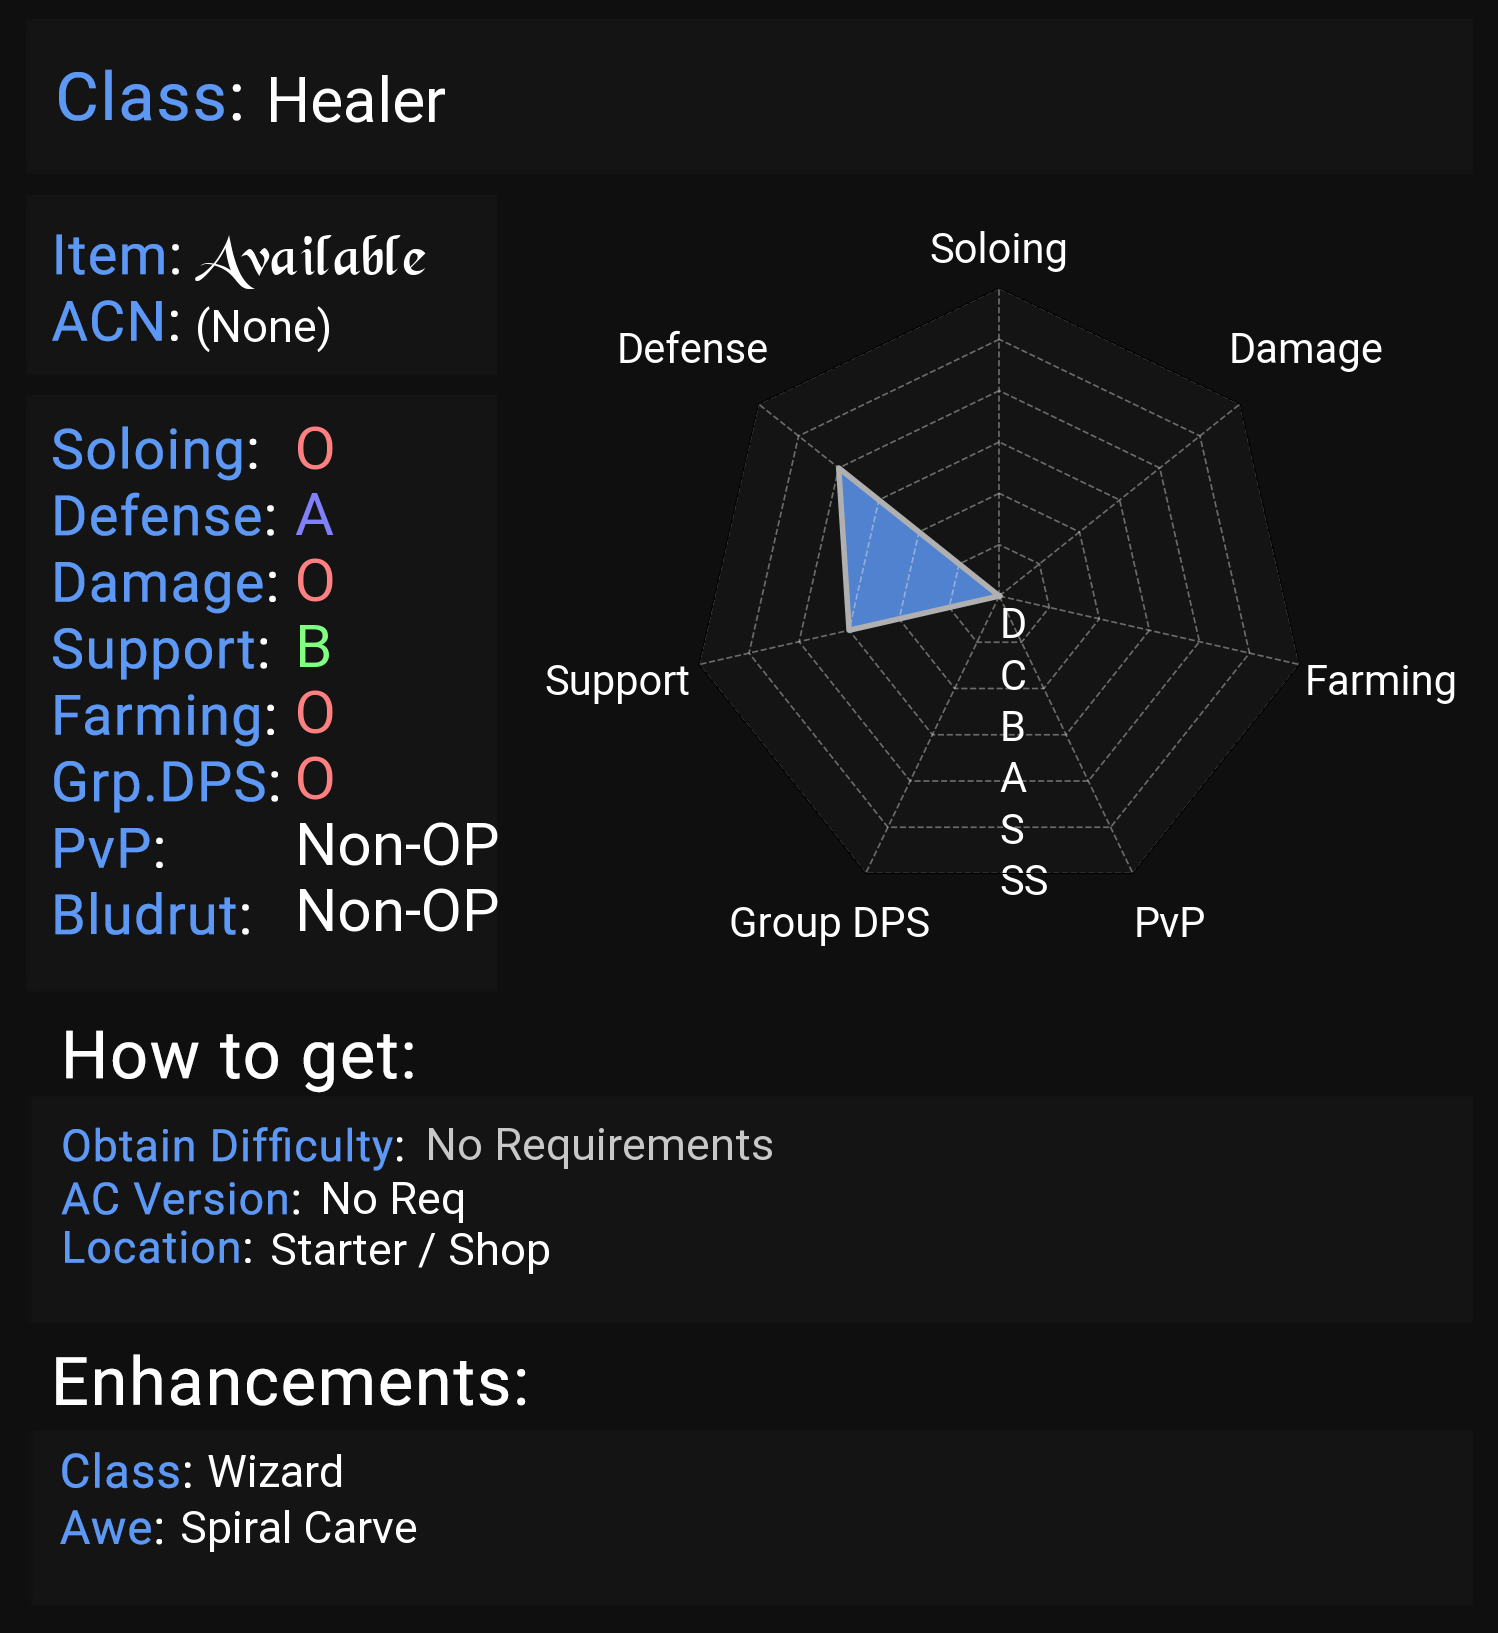 Class: Healer
Item: Available
ACN: (None)
Soloing: O
Defense: A
Damage: O
Support: B
Farming: O
Grp.DPS: O
PvP: Non-OP
Bludrut: Non-OP
Soloing
Defense
Damage
Support
Farming
Group DPS
PvP
D
C
B
A
S
SS
How to get:
Obtain Difficulty: No Requirements
AC Version: No Req
Location: Starter / Shop
Enhancements:
Class: Wizard
Awe: Spiral Carve